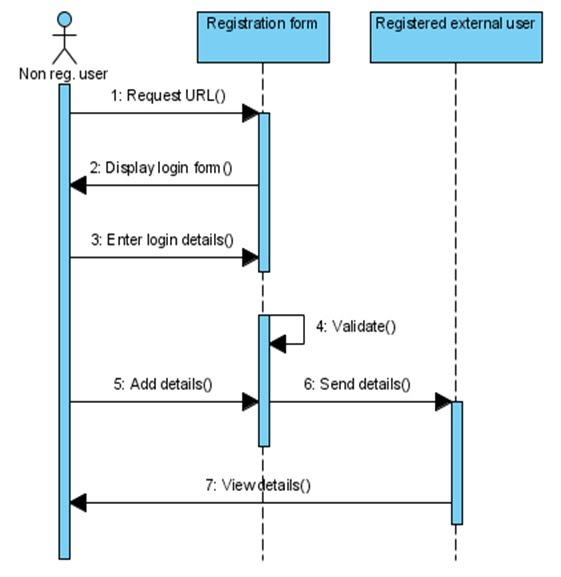 Registration form
Registered external user
Non reg. user
1: Request URL()
2: Display login form()
3: Enter login details()
4: Validate()
5: Add details()
6: Send details()
7: View details()